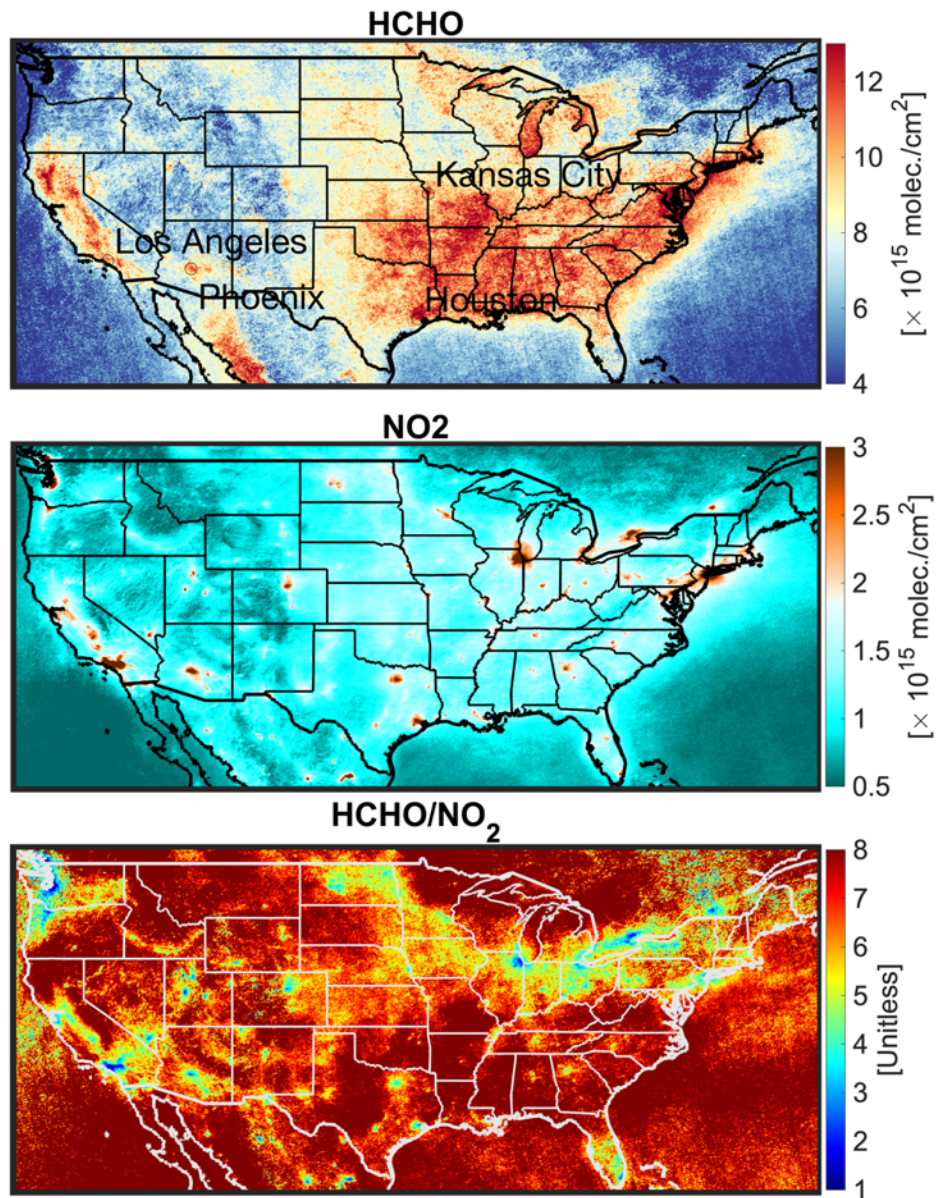 HCHO
Kansas City
Los Angeles
Phoenix
Houston
12
10
8
6
4
[× 10^15 molec./cm^2]
NO2
3
2.5
2
1.5
1
0.5
[× 10^15 molec./cm^2]
HCHO/NO₂
8
7
6
5
4
3
2
1
[Unitless]